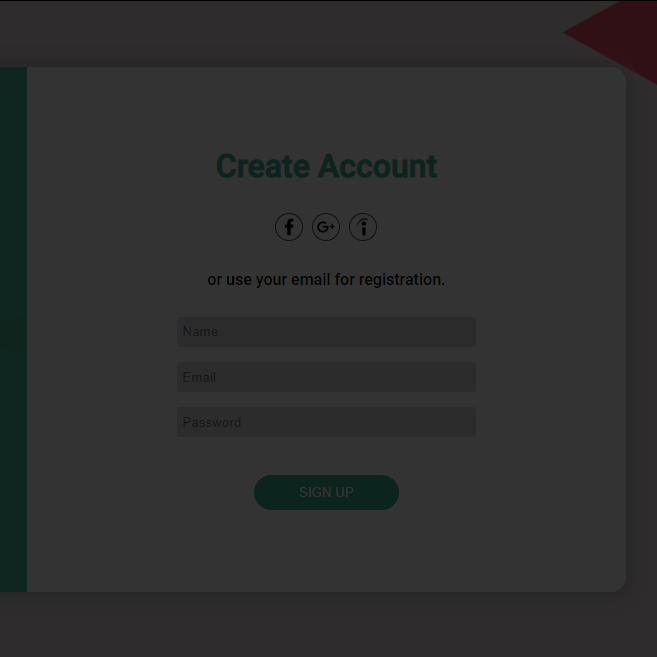 Create Account
f G+ i
or use your email for registration.
Name
Email
Password
SIGN UP